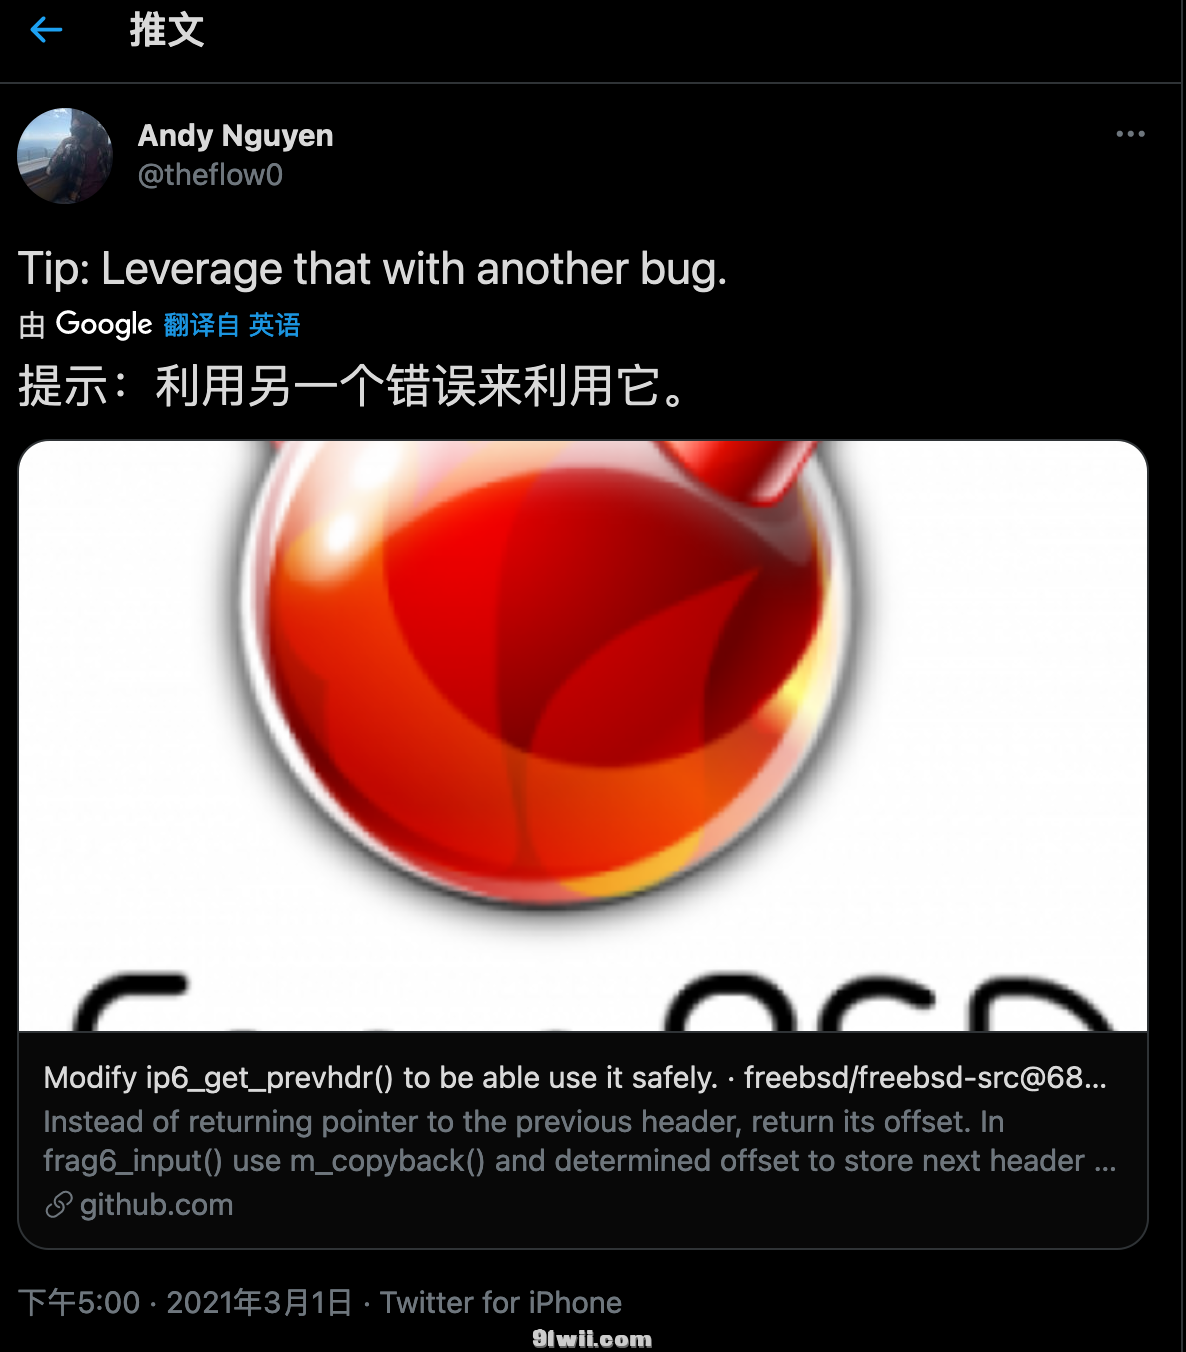 推文
Andy Nguyen
@theflow0
Tip: Leverage that with another bug.
由 Google 翻译自 英语
提示：利用另一个错误来利用它。
Modify ip6_get_prevhdr() to be able use it safely. · freebsd/freebsd-src@68...
Instead of returning pointer to the previous header, return its offset. In
frag6_input() use m_copyback() and determined offset to store next header ...
github.com
下午5:00 · 2021年3月1日 · Twitter for iPhone
91wii.com